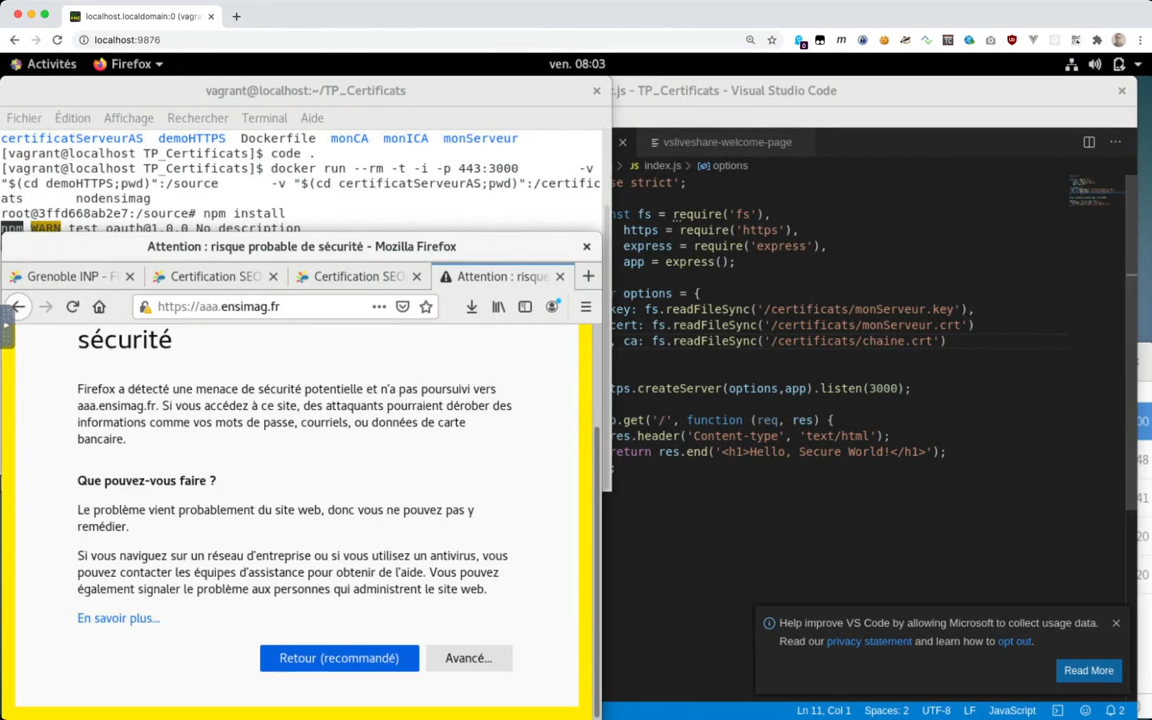 localhost.localdomain:0 (vagra
localhost:9876
Activités Firefox ven. 08:03
vagrant@localhost:~/TP_Certificats
Fichier Édition Affichage Rechercher Terminal Aide
certificatServeurAS demoHTTPS Dockerfile monCA monICA monServeur
[vagrant@localhost TP_Certificats]$ code .
[vagrant@localhost TP_Certificats]$ docker run --rm -t -i -p 443:3000 -v
"$(cd demoHTTPS;pwd)":/source -v "$(cd certificatServeurAS;pwd)":/certific
ats nodensimag
root@3ffd668ab2e7:/source# npm install
npm WARN test_oauth@1.0.0 No description
Attention : risque probable de sécurité - Mozilla Firefox
Grenoble INP - F
Certification SEO
Certification SEO
Attention : risque
https://aaa.ensimag.fr
sécurité
Firefox a détecté une menace de sécurité potentielle et n'a pas poursuivi vers
aaa.ensimag.fr. Si vous accédez à ce site, des attaquants pourraient dérober des
informations comme vos mots de passe, courriels, ou données de carte
bancaire.
Que pouvez-vous faire ?
Le problème vient probablement du site web, donc vous ne pouvez pas y
remédier.
Si vous naviguez sur un réseau d'entreprise ou si vous utilisez un antivirus, vous
pouvez contacter les équipes d'assistance pour obtenir de l'aide. Vous pouvez
également signaler le problème aux personnes qui administrent le site web.
En savoir plus...
Retour (recommandé) Avancé...
.js - TP_Certificats - Visual Studio Code
vsliveshare-welcome-page
index.js options
se strict';
nst fs = require('fs'),
https = require('https'),
express = require('express'),
app = express();
r options = {
key: fs.readFileSync('/certificats/monServeur.key'),
cert: fs.readFileSync('/certificats/monServeur.crt')
, ca: fs.readFileSync('/certificats/chaine.crt')
tps.createServer(options,app).listen(3000);
p.get('/', function (req, res) {
res.header('Content-type', 'text/html');
return res.end('<h1>Hello, Secure World!</h1>');
;
Help improve VS Code by allowing Microsoft to collect usage data.
Read our privacy statement and learn how to opt out.
Read More
Ln 11, Col 1 Spaces: 2 UTF-8 LF JavaScript 2
00
48
41
20
20